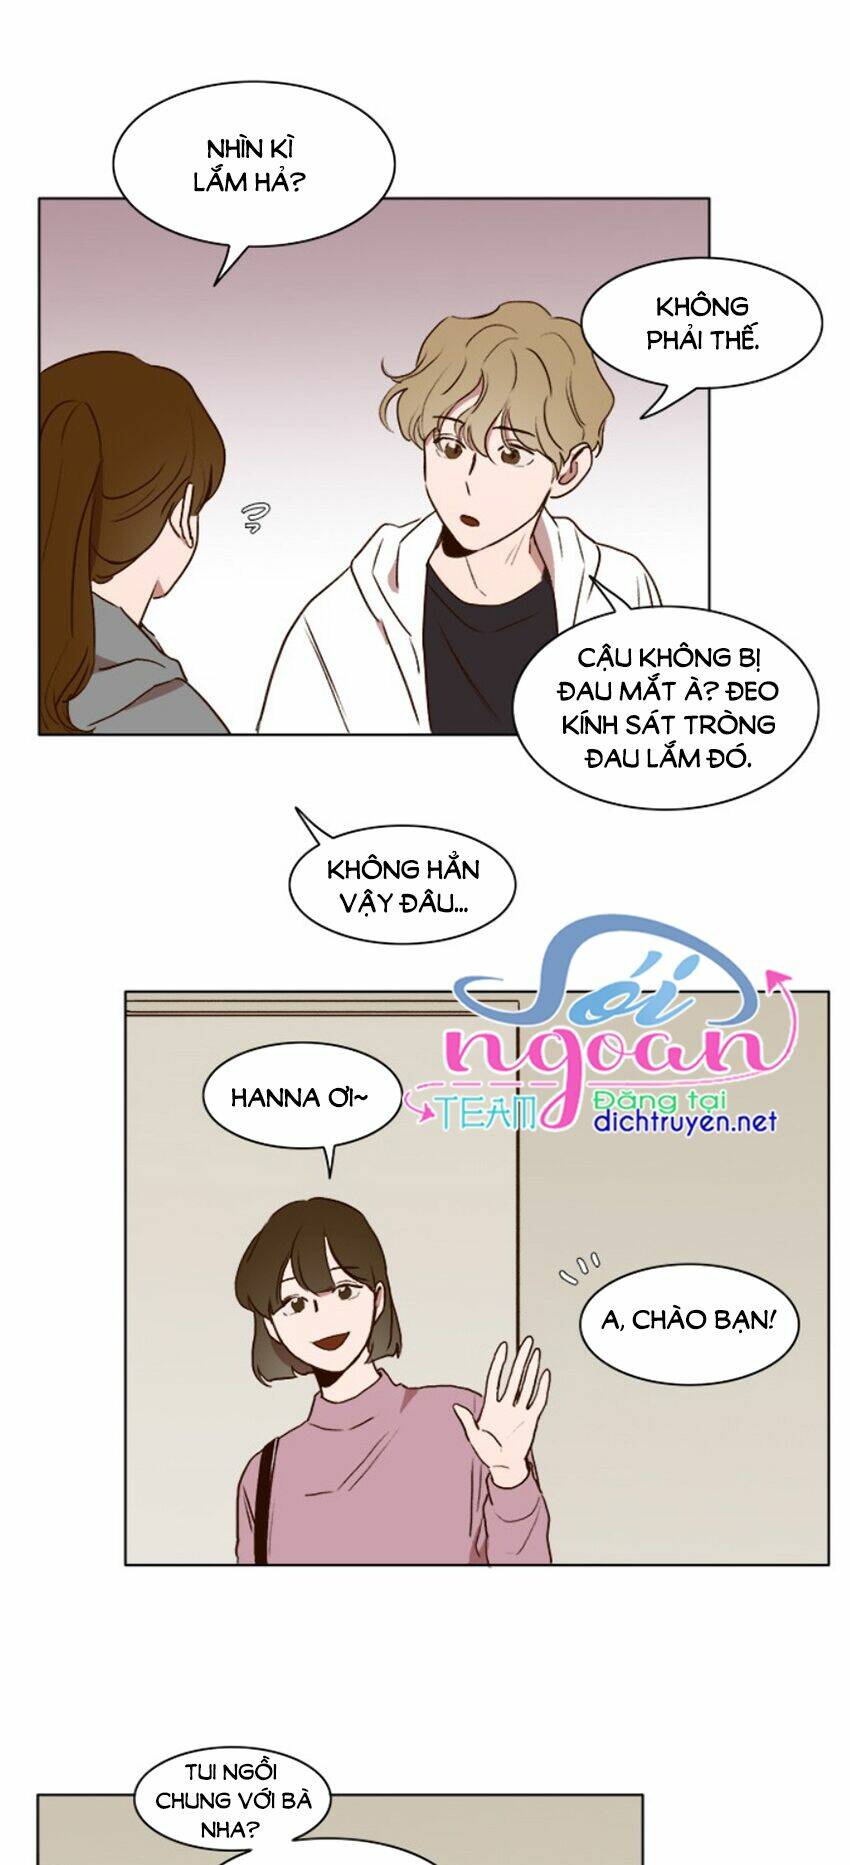 NHÌN KÌ
LẮM HẢ?
KHÔNG
PHẢI THẾ.
CẬU KHÔNG BỊ
ĐAU MẮT À? ĐEO
KÍNH SÁT TRÒNG
ĐAU LẮM ĐÓ.
KHÔNG HẲN
VẬY ĐÂU...
Sói
ngoan
TEAM
Đăng tại
dichtruyen.net
HANNA ƠI~
A, CHÀO BẠN!
TUI NGỒI
CHUNG VỚI BÀ
NHA?